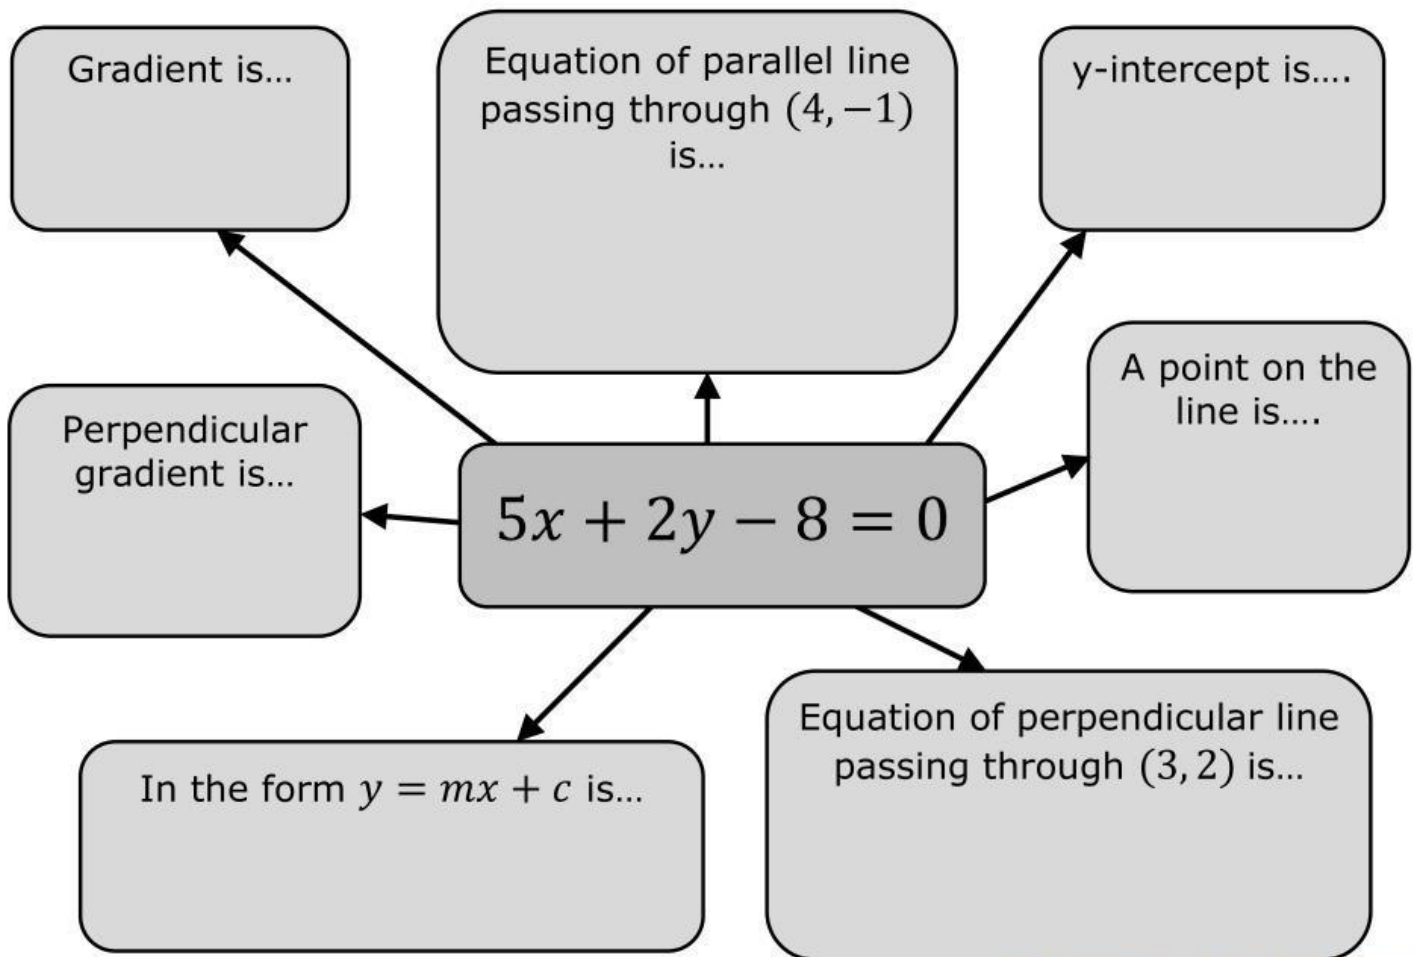 Gradient is...
Equation of parallel line
passing through (4, −1)
is...
y-intercept is....
A point on the
line is....
Perpendicular
gradient is...
5x + 2y − 8 = 0
In the form y = mx + c is...
Equation of perpendicular line
passing through (3, 2) is...